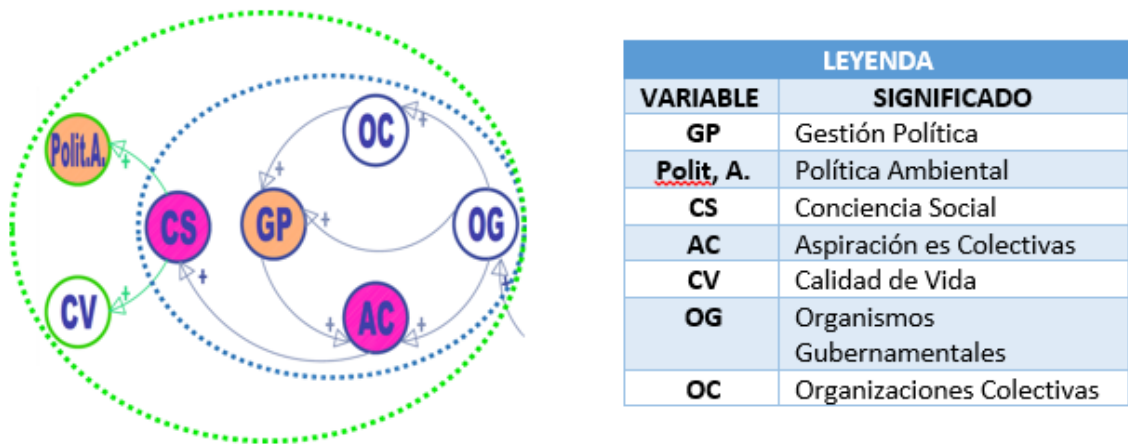 OC
+
Polit.A.
+
+
CS
GP
+
OG
+
+
CV
+
+
AC
+
+
LEYENDA
VARIABLE SIGNIFICADO
GP Gestión Política
Polit, A. Política Ambiental
CS Conciencia Social
AC Aspiración es Colectivas
CV Calidad de Vida
OG Organismos
Gubernamentales
OC Organizaciones Colectivas